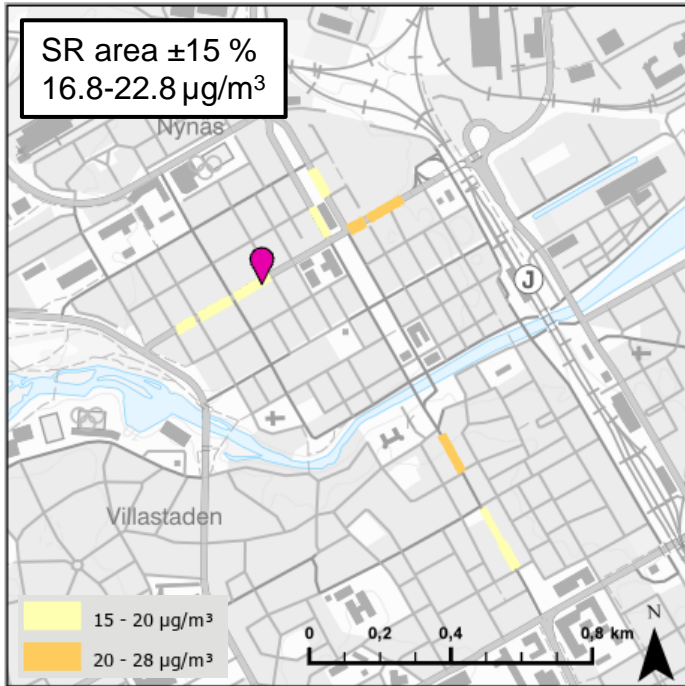 SR area ±15 %
16.8-22.8 µg/m³
Nynäs
J
Villastaden
15 - 20 µg/m³
20 - 28 µg/m³
0 0,2 0,4 0,8 km
N